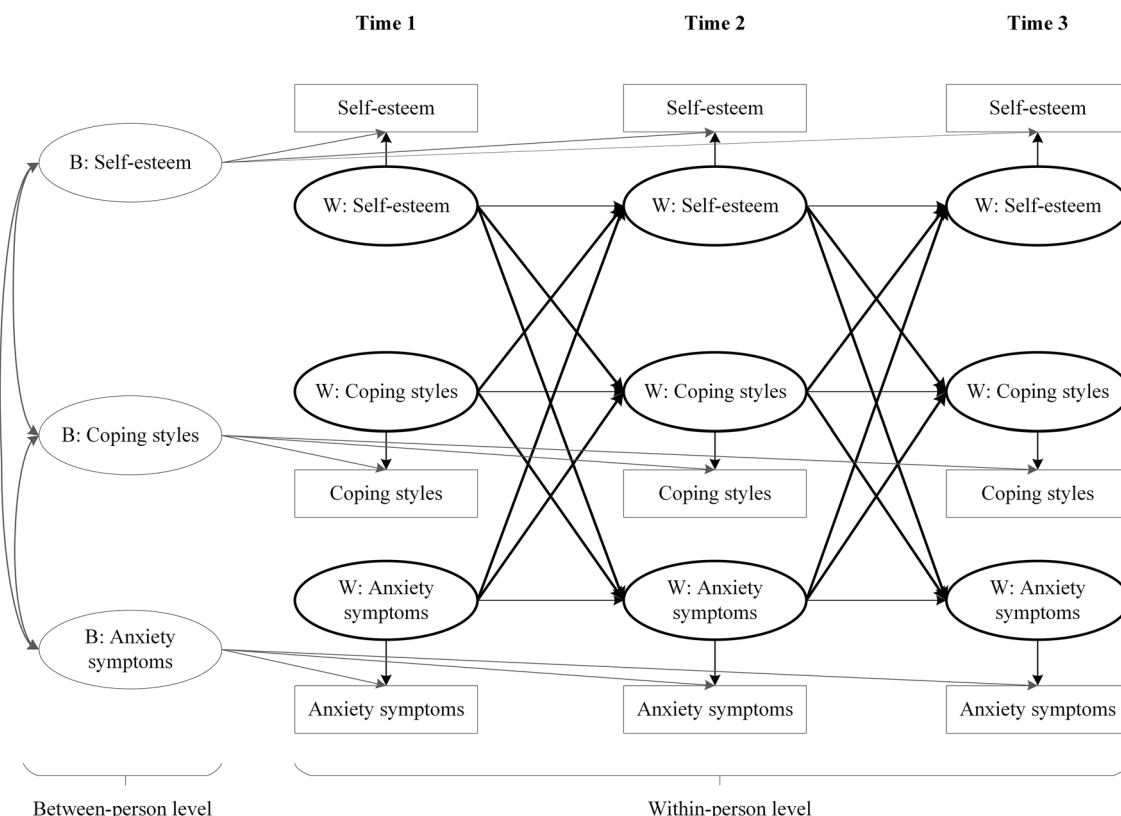 Time 1
Time 2
Time 3
Self-esteem
Self-esteem
Self-esteem
B: Self-esteem
W: Self-esteem
W: Self-esteem
W: Self-esteem
W: Coping styles
W: Coping styles
W: Coping styles
B: Coping styles
Coping styles
Coping styles
Coping styles
W: Anxiety
symptoms
W: Anxiety
symptoms
W: Anxiety
symptoms
B: Anxiety
symptoms
Anxiety symptoms
Anxiety symptoms
Anxiety symptoms
Between-person level
Within-person level